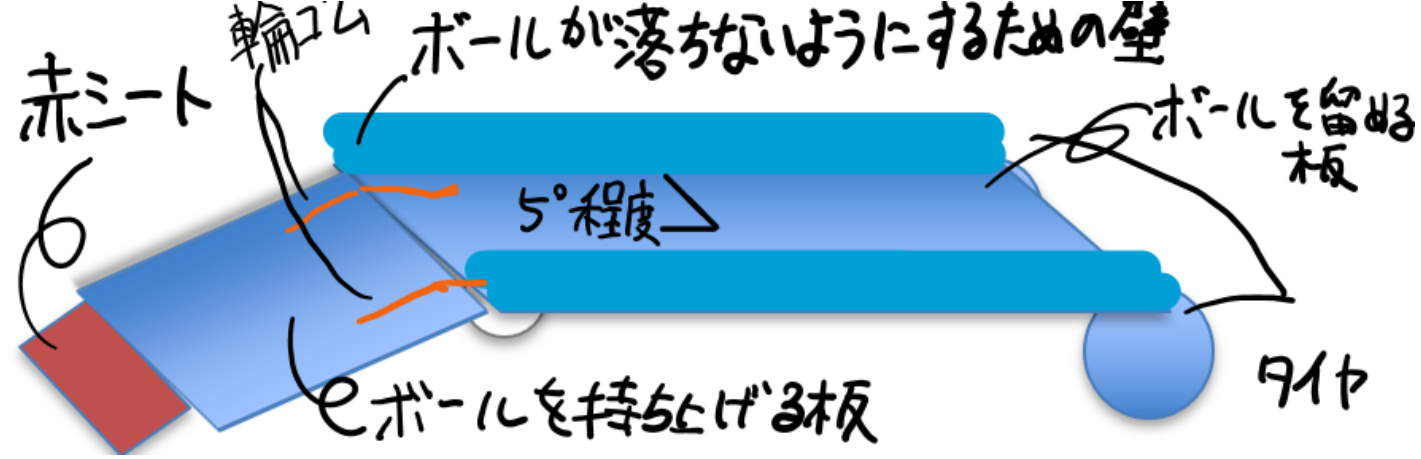 輪ゴム
ボールが落ちないようにするための壁
赤シート
ボールを留める
板
5°程度
タイヤ
ボールを持ち上げる板